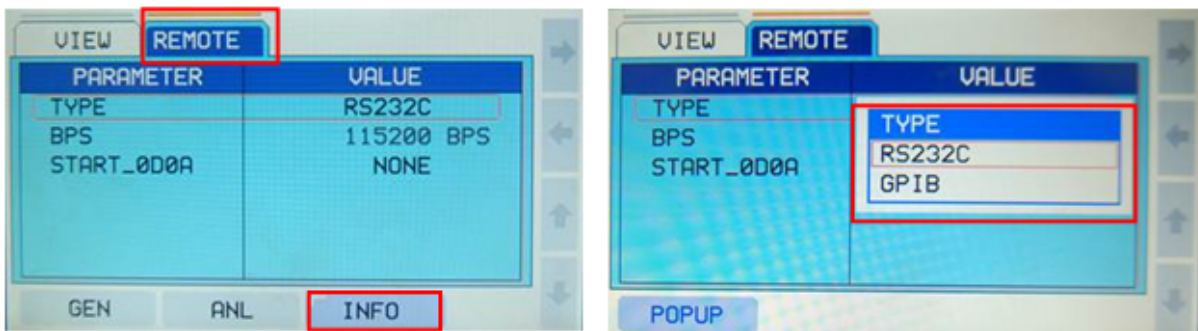 VIEW REMOTE
PARAMETER VALUE
TYPE RS232C
BPS 115200 BPS
START_0D0A NONE
GEN ANL INFO
VIEW REMOTE
PARAMETER VALUE
TYPE
BPS
START_0D0A
TYPE
RS232C
GPIB
POPUP